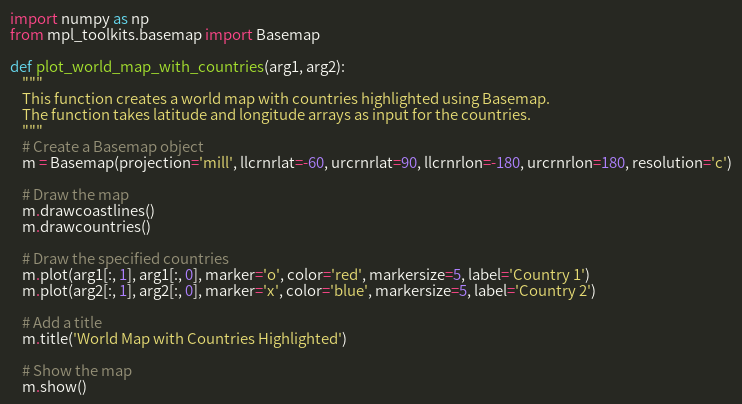 import numpy as np
from mpl_toolkits.basemap import Basemap

def plot_world_map_with_countries(arg1, arg2):
    """
    This function creates a world map with countries highlighted using Basemap.
    The function takes latitude and longitude arrays as input for the countries.
    """
    # Create a Basemap object
    m = Basemap(projection='mill', llcrnrlat=-60, urcrnrlat=90, llcrnrlon=-180, urcrnrlon=180, resolution='c')

    # Draw the map
    m.drawcoastlines()
    m.drawcountries()

    # Draw the specified countries
    m.plot(arg1[:, 1], arg1[:, 0], marker='o', color='red', markersize=5, label='Country 1')
    m.plot(arg2[:, 1], arg2[:, 0], marker='x', color='blue', markersize=5, label='Country 2')

    # Add a title
    m.title('World Map with Countries Highlighted')

    # Show the map
    m.show()